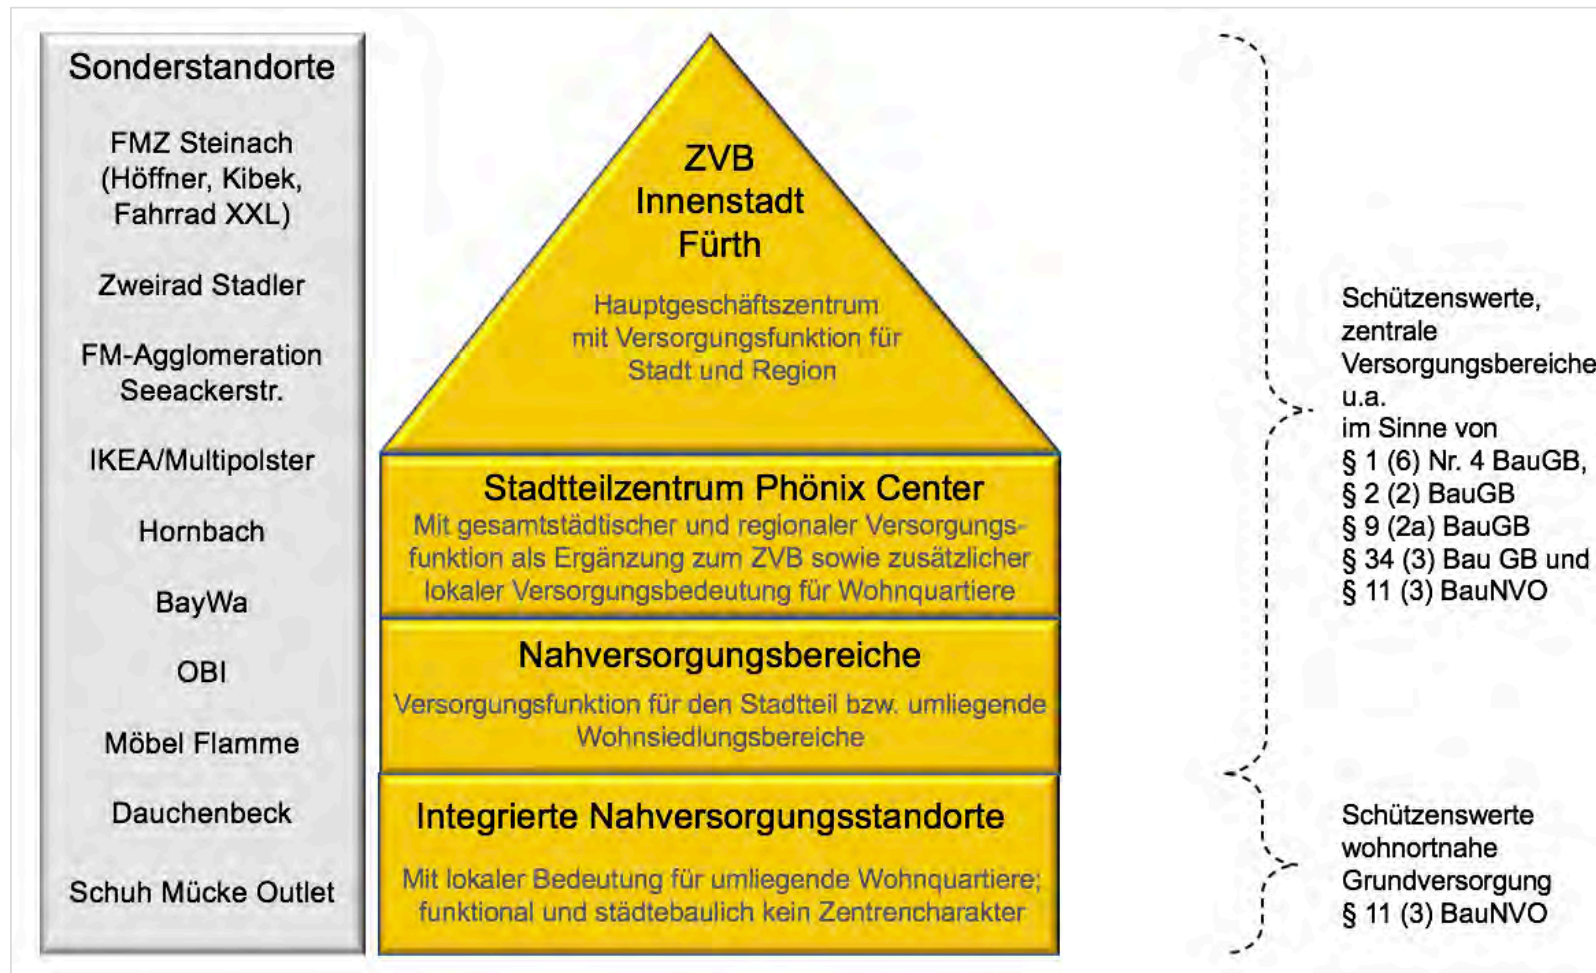 Sonderstandorte
FMZ Steinach
(Höffner, Kibek,
Fahrrad XXL)
Zweirad Stadler
FM-Agglomeration
Seeackerstr.
IKEA/Multipolster
Hornbach
BayWa
OBI
Möbel Flamme
Dauchenbeck
Schuh Mücke Outlet
ZVB
Innenstadt
Fürth
Hauptgeschäftszentrum
mit Versorgungsfunktion für
Stadt und Region
Stadtteilzentrum Phönix Center
Mit gesamtstädtischer und regionaler Versorgungs-
funktion als Ergänzung zum ZVB sowie zusätzlicher
lokaler Versorgungsbedeutung für Wohnquartiere
Nahversorgungsbereiche
Versorgungsfunktion für den Stadtteil bzw. umliegende
Wohnsiedlungsbereiche
Integrierte Nahversorgungsstandorte
Mit lokaler Bedeutung für umliegende Wohnquartiere;
funktional und städtebaulich kein Zentrencharakter
Schützenswerte,
zentrale
Versorgungsbereiche
u.a.
im Sinne von
§ 1 (6) Nr. 4 BauGB,
§ 2 (2) BauGB
§ 9 (2a) BauGB
§ 34 (3) Bau GB und
§ 11 (3) BauNVO
Schützenswerte
wohnortnahe
Grundversorgung
§ 11 (3) BauNVO